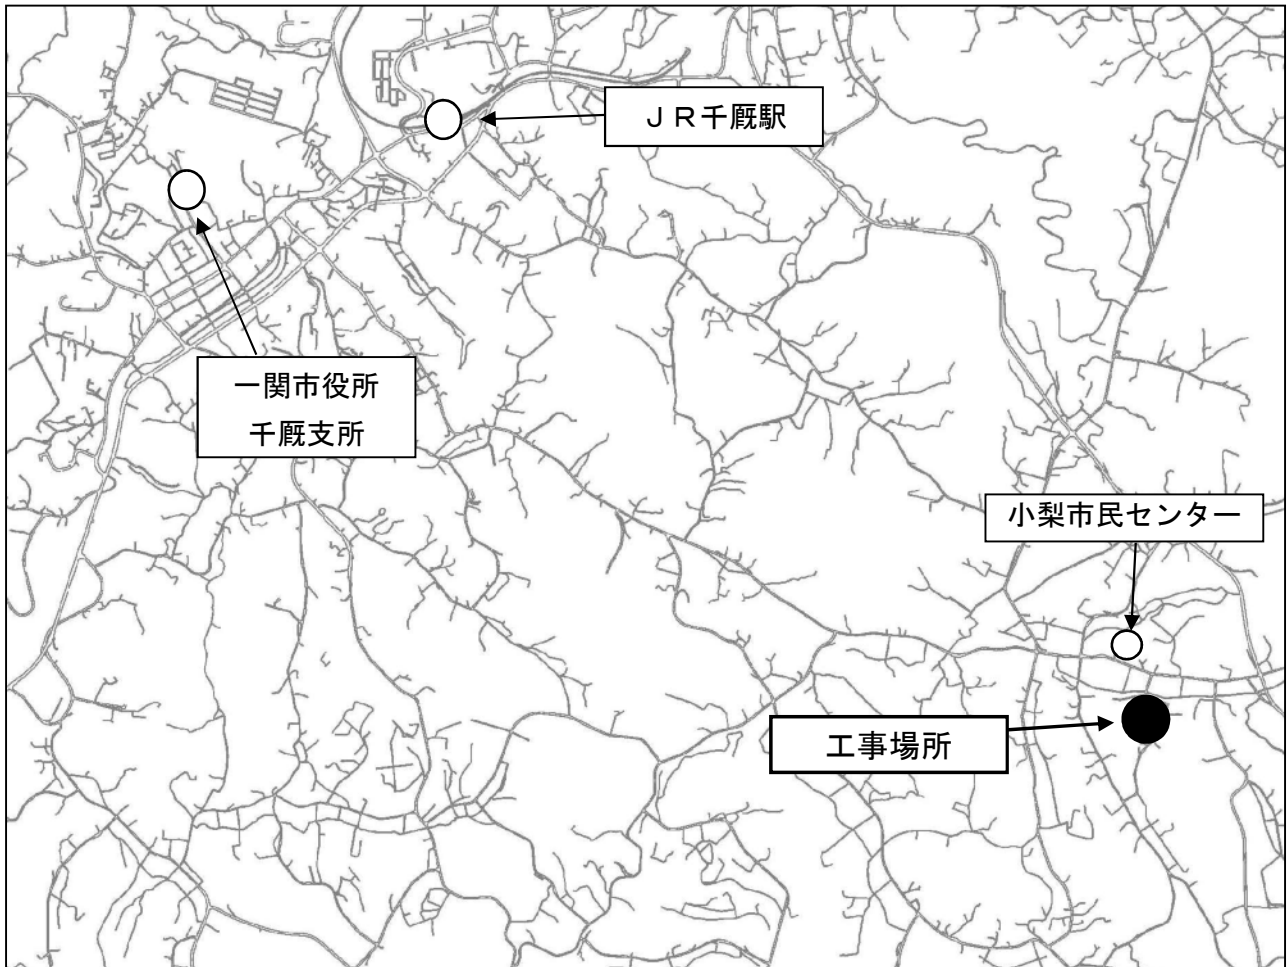 ＪＲ千厩駅
一関市役所
千厩支所
小梨市民センター
工事場所